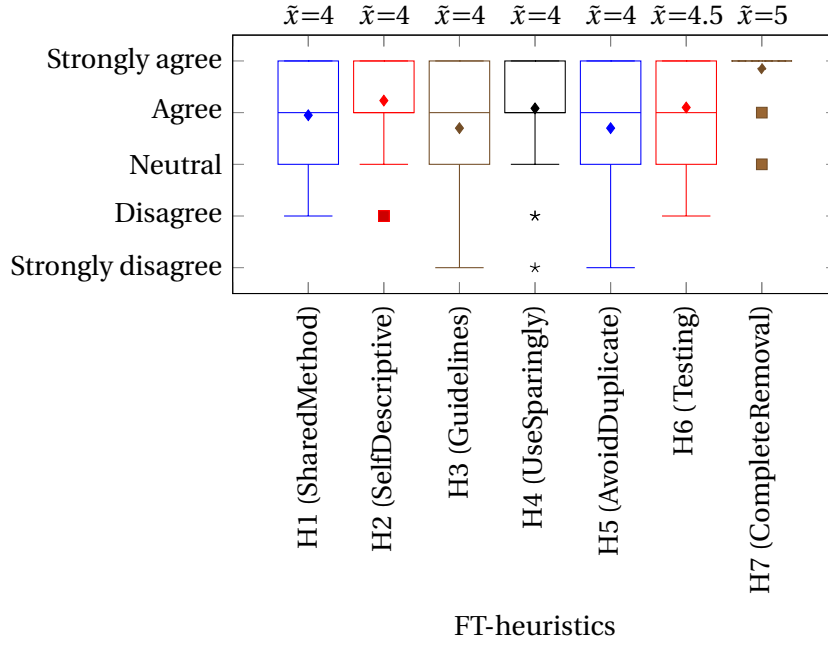 x̃=4 x̃=4 x̃=4 x̃=4 x̃=4 x̃=4.5 x̃=5
Strongly agree
Agree
Neutral
Disagree
Strongly disagree
H1 (SharedMethod)
H2 (SelfDescriptive)
H3 (Guidelines)
H4 (UseSparingly)
H5 (AvoidDuplicate)
H6 (Testing)
H7 (CompleteRemoval)
FT-heuristics